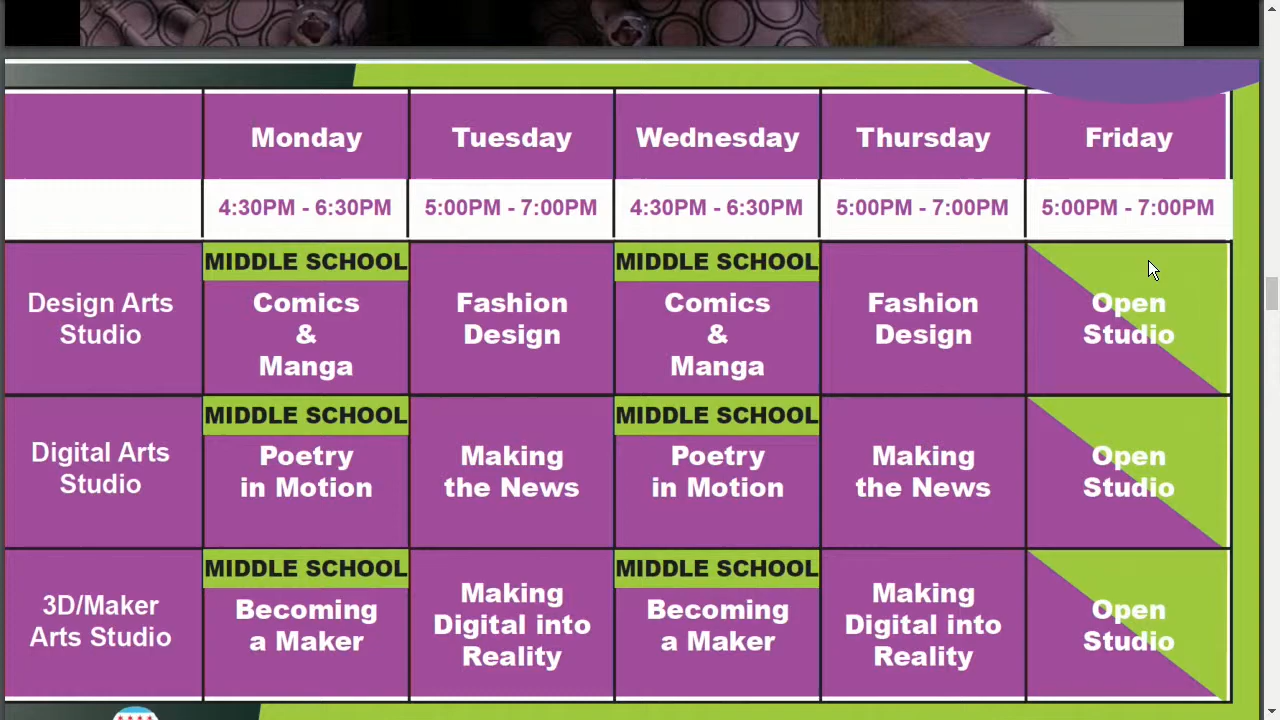 Monday Tuesday Wednesday Thursday Friday
4:30PM - 6:30PM 5:00PM - 7:00PM 4:30PM - 6:30PM 5:00PM - 7:00PM 5:00PM - 7:00PM
Design Arts
Studio
MIDDLE SCHOOL
Comics
&
Manga
Fashion
Design
MIDDLE SCHOOL
Comics
&
Manga
Fashion
Design
Open
Studio
Digital Arts
Studio
MIDDLE SCHOOL
Poetry
in Motion
Making
the News
MIDDLE SCHOOL
Poetry
in Motion
Making
the News
Open
Studio
3D/Maker
Arts Studio
MIDDLE SCHOOL
Becoming
a Maker
Making
Digital into
Reality
MIDDLE SCHOOL
Becoming
a Maker
Making
Digital into
Reality
Open
Studio